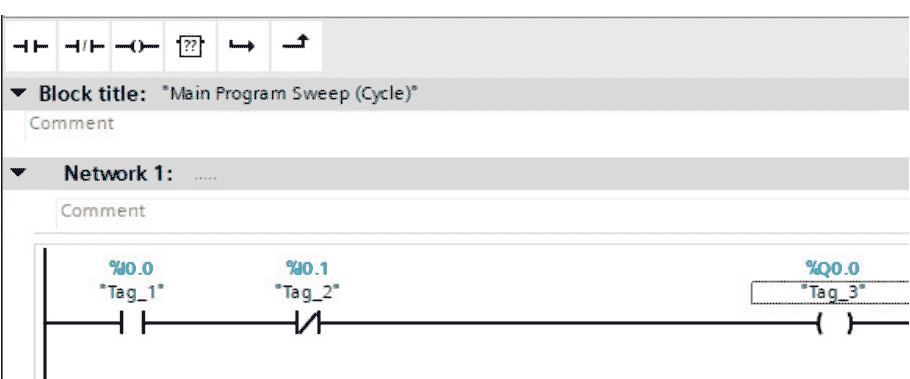 ??
Block title: "Main Program Sweep (Cycle)"
Comment
Network 1: .....
Comment
%I0.0 %I0.1 %Q0.0
"Tag_1" "Tag_2" "Tag_3"